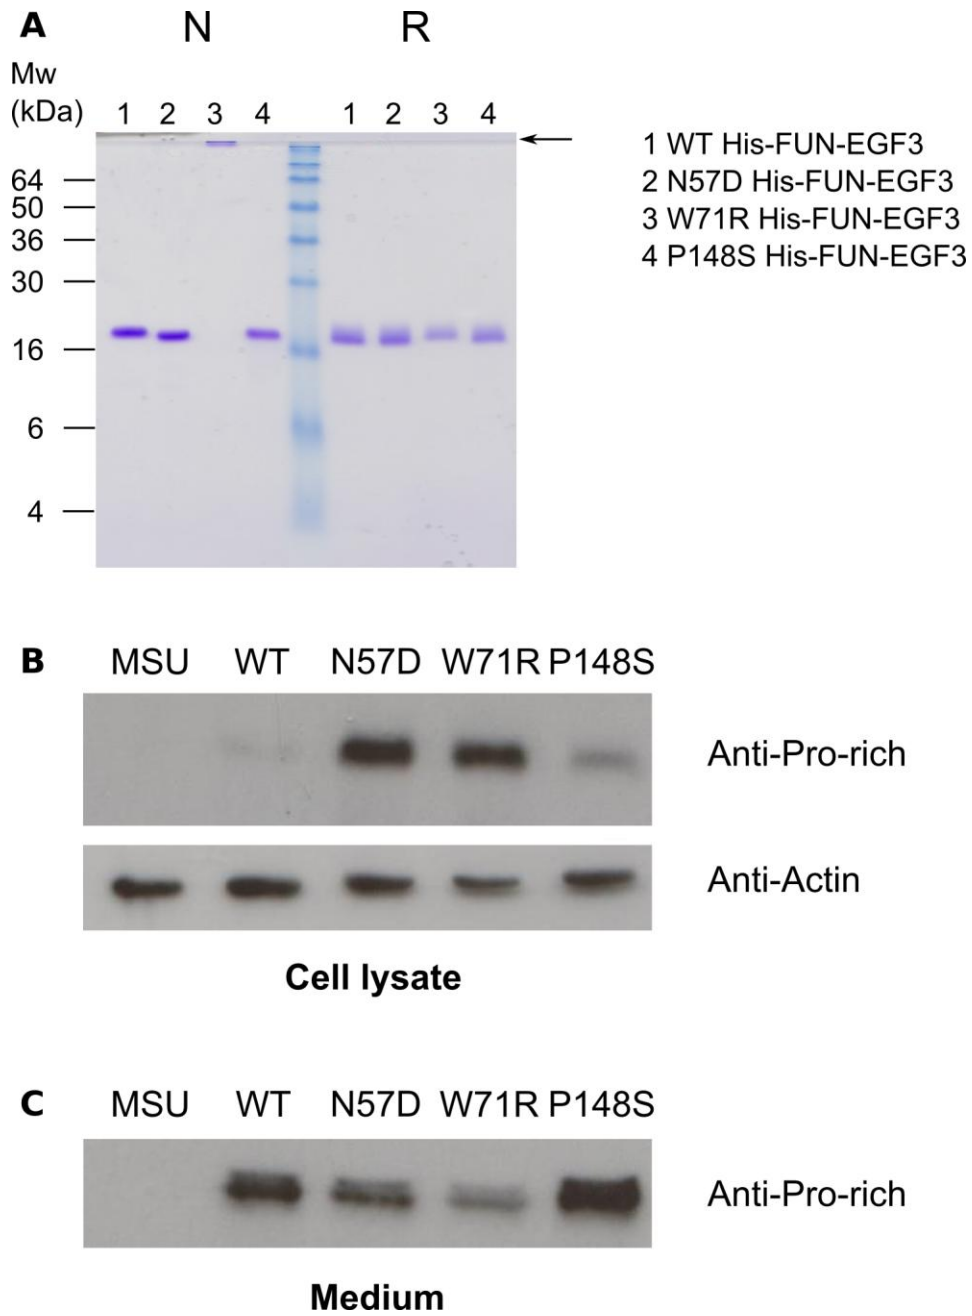 A N R
Mw
(kDa) 1 2 3 4 1 2 3 4
1 WT His-FUN-EGF3
64
2 N57D His-FUN-EGF3
50
3 W71R His-FUN-EGF3
36
4 P148S His-FUN-EGF3
30
16
6
4
B MSU WT N57D W71R P148S
Anti-Pro-rich
Anti-Actin
Cell lysate
C MSU WT N57D W71R P148S
Anti-Pro-rich
Medium